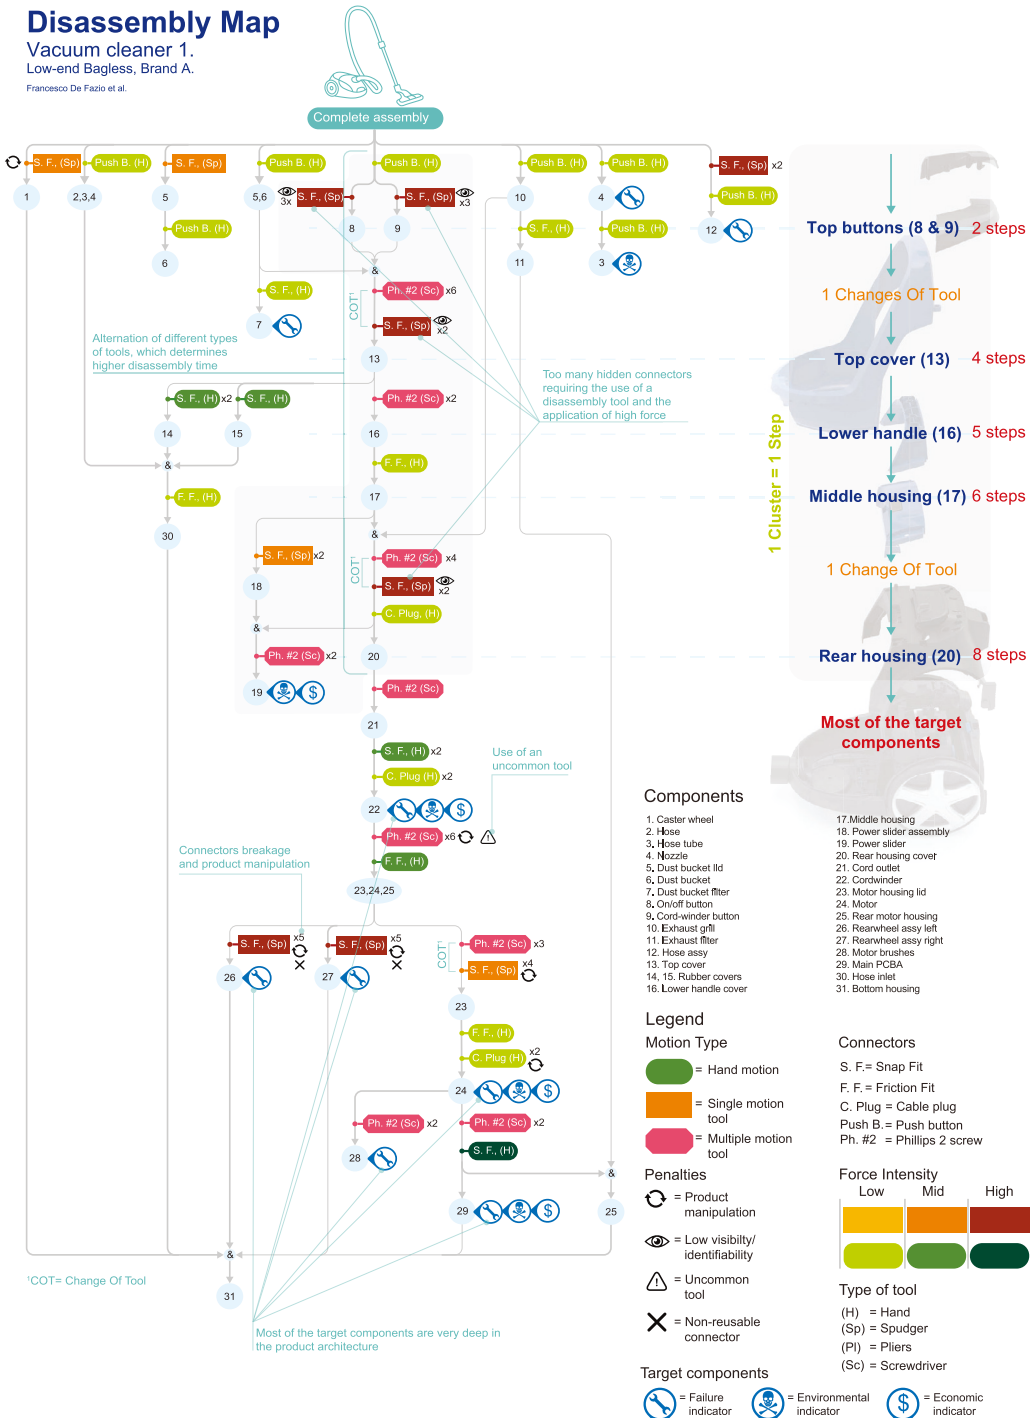 Disassembly Map
Vacuum cleaner 1.
Low-end Bagless, Brand A.
Francesco De Fazio et al.
Complete assembly
S. F., (Sp)
Push B. (H)
S. F., (Sp)
Push B. (H)
Push B. (H)
Push B. (H)
Push B. (H)
S. F., (Sp) x2
1
2,3,4
5
5,6
3x
S. F., (Sp)
S. F., (Sp)
x3
10
4
Push B. (H)
Push B. (H)
8
9
S. F., (H)
Push B. (H)
12
6
11
3
&
S. F., (H)
COT¹
Ph. #2 (Sc) x6
7
S. F., (Sp)
x2
Alternation of different types
of tools, which determines
higher disassembly time
13
Too many hidden connectors
requiring the use of a
disassembly tool and the
application of high force
S. F., (H) x2
S. F., (H)
Ph. #2 (Sc) x2
14
15
16
&
F. F., (H)
F. F., (H)
17
30
&
S. F., (Sp) x2
COT¹
Ph. #2 (Sc) x4
18
S. F., (Sp)
x2
C. Plug, (H)
&
Ph. #2 (Sc) x2
20
19
$
Ph. #2 (Sc)
21
S. F., (H) x2
C. Plug (H) x2
Use of an
uncommon tool
22
$
Ph. #2 (Sc) x6
F. F., (H)
Connectors breakage
and product manipulation
23,24,25
S. F., (Sp)
x5
S. F., (Sp)
x5
COT¹
Ph. #2 (Sc) x3
S. F., (Sp)
x4
26
27
23
F. F., (H)
C. Plug (H)
x2
24
$
Ph. #2 (Sc) x2
Ph. #2 (Sc) x2
28
S. F., (H)
&
29
$
25
&
31
¹COT= Change Of Tool
Most of the target components are very deep in
the product architecture
Top buttons (8 & 9) 2 steps
1 Changes Of Tool
Top cover (13) 4 steps
Lower handle (16) 5 steps
1 Cluster = 1 Step
Middle housing (17) 6 steps
1 Change Of Tool
Rear housing (20) 8 steps
Most of the target
components
Components
1. Caster wheel
2. Hose
3. Hose tube
4. Nozzle
5. Dust bucket lld
6. Dust bucket
7. Dust bucket filter
8. On/off button
9. Cord-winder button
10. Exhaust grill
11. Exhaust filter
12. Hose assy
13. Top cover
14, 15. Rubber covers
16. Lower handle cover
17.Middle housing
18. Power slider assembly
19. Power slider
20. Rear housing cover
21. Cord outlet
22. Cordwinder
23. Motor housing lid
24. Motor
25. Rear motor housing
26. Rearwheel assy left
27. Rearwheel assy right
28. Motor brushes
29. Main PCBA
30. Hose inlet
31. Bottom housing
Legend
Motion Type
= Hand motion
= Single motion
tool
= Multiple motion
tool
Connectors
S. F.= Snap Fit
F. F. = Friction Fit
C. Plug = Cable plug
Push B.= Push button
Ph. #2 = Phillips 2 screw
Penalties
= Product
manipulation
= Low visibilty/
identifiability
= Uncommon
tool
= Non-reusable
connector
Force Intensity
Low Mid High
Type of tool
(H) = Hand
(Sp) = Spudger
(Pl) = Pliers
(Sc) = Screwdriver
Target components
= Failure
indicator
= Environmental
indicator
$ = Economic
indicator